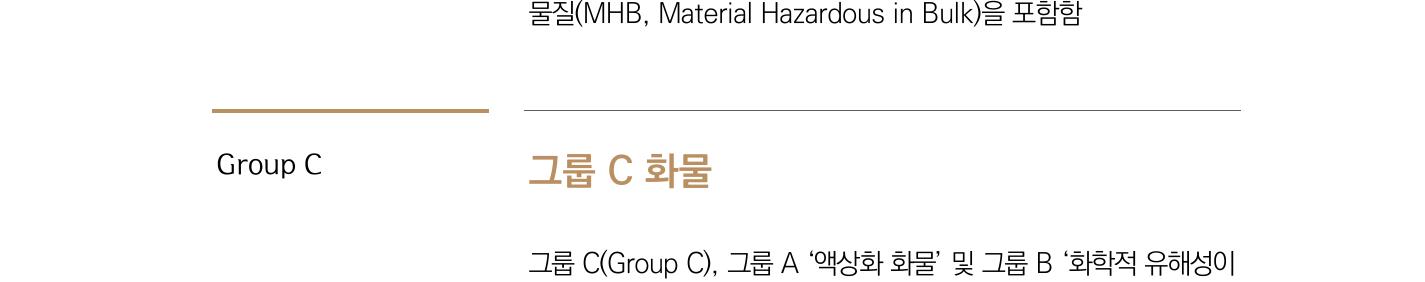 물질(MHB, Material Hazardous in Bulk)을 포함함
Group C
그룹 C 화물
그룹 C(Group C), 그룹 A ‘액상화 화물’ 및 그룹 B ‘화학적 유해성이